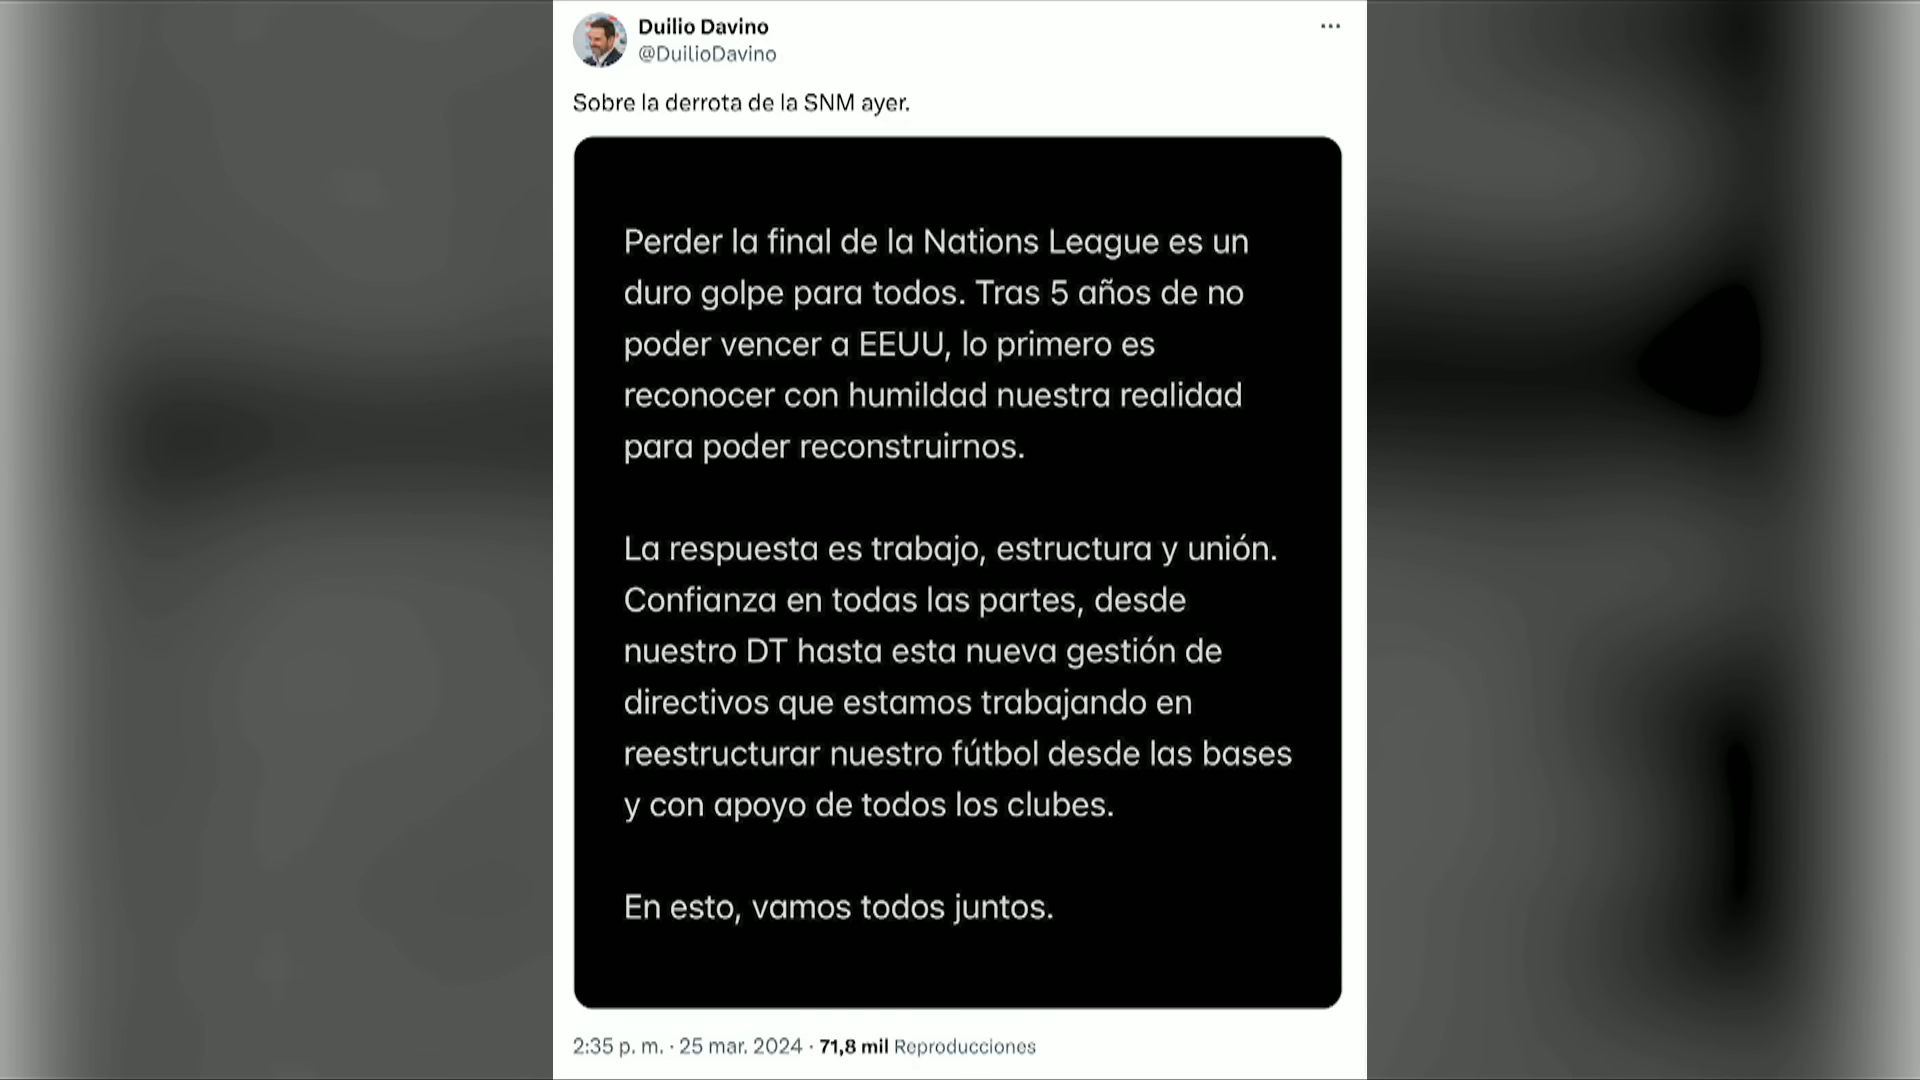 Duilio Davino
@DuilioDavino
Sobre la derrota de la SNM ayer.
Perder la final de la Nations League es un
duro golpe para todos. Tras 5 años de no
poder vencer a EEUU, lo primero es
reconocer con humildad nuestra realidad
para poder reconstruirnos.
La respuesta es trabajo, estructura y unión.
Confianza en todas las partes, desde
nuestro DT hasta esta nueva gestión de
directivos que estamos trabajando en
reestructurar nuestro fútbol desde las bases
y con apoyo de todos los clubes.
En esto, vamos todos juntos.
2:35 p. m. · 25 mar. 2024 · 71,8 mil Reproducciones